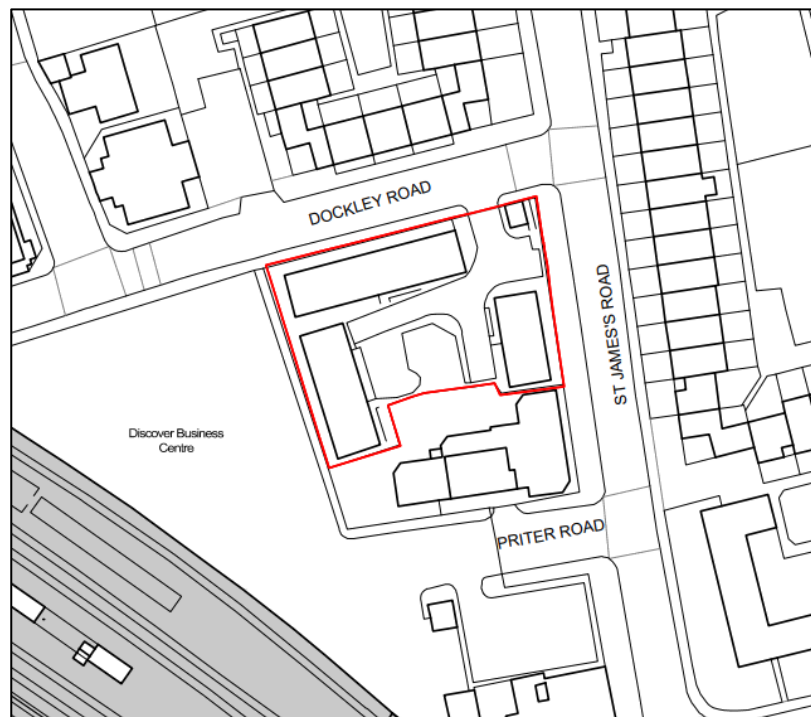 DOCKLEY ROAD
ST JAMES'S ROAD
Discover Business
Centre
PRITER ROAD